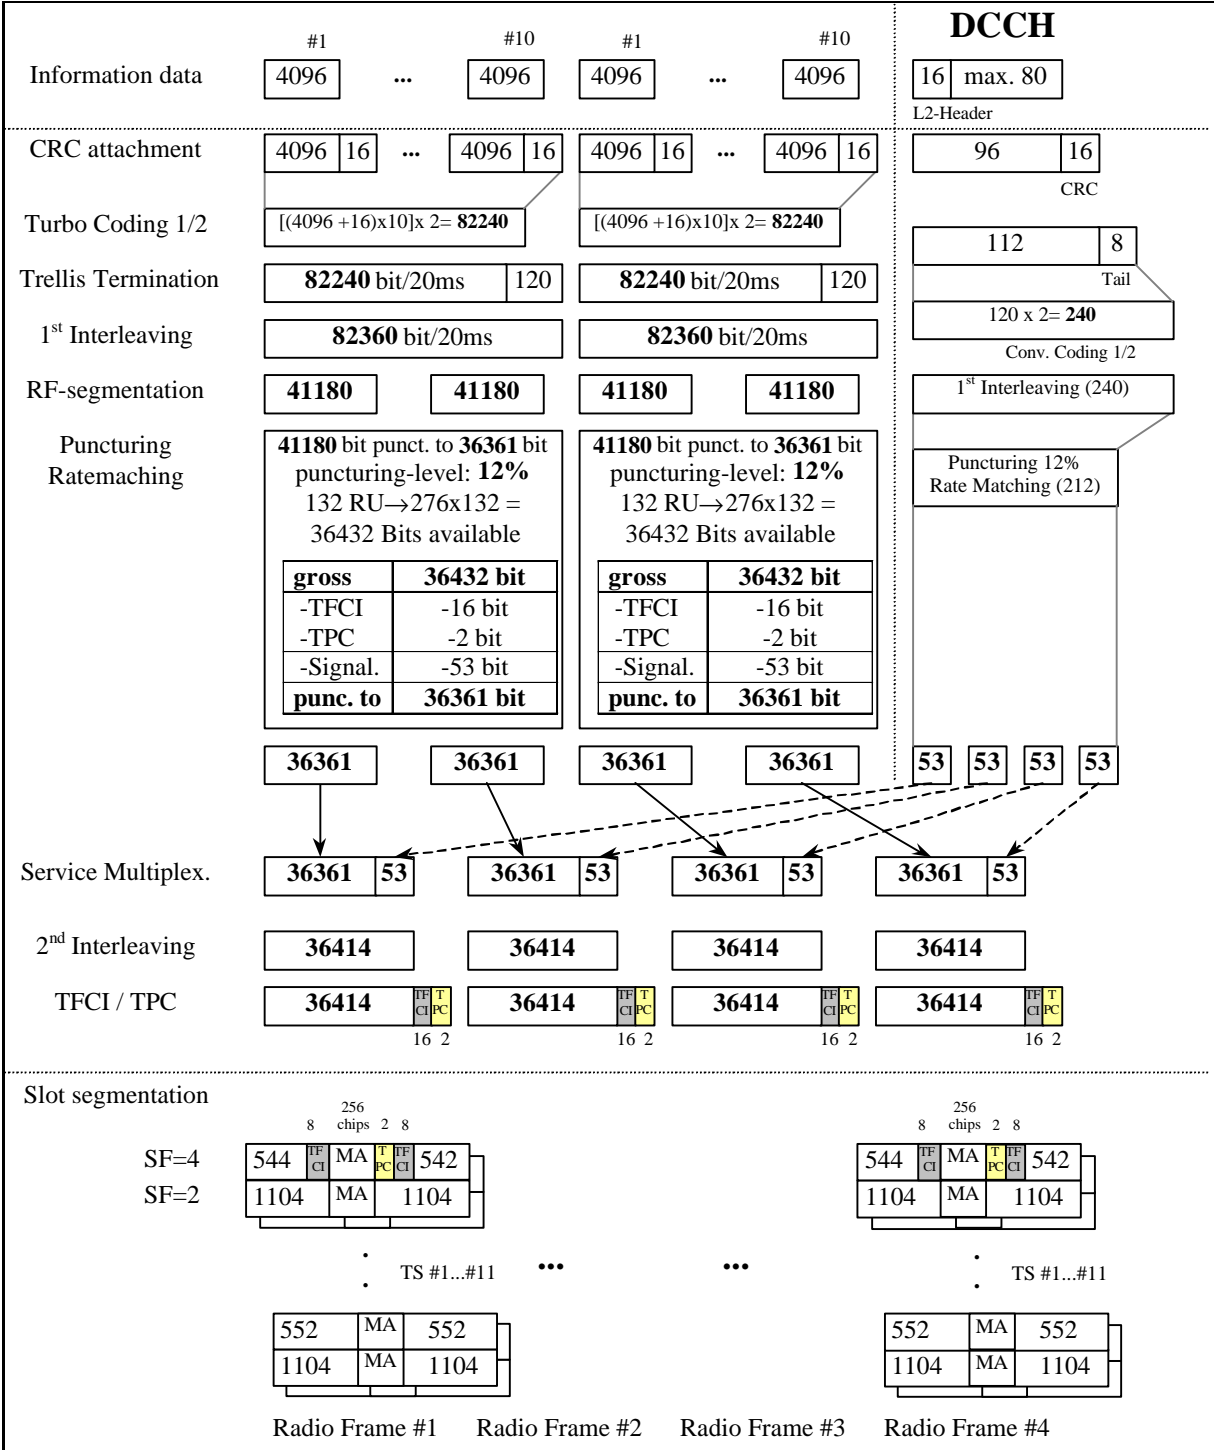 DCCH
#1 #10 #1 #10
Information data 4096 ... 4096 4096 ... 4096 16 max. 80
L2-Header
CRC attachment 4096 16 ... 4096 16 4096 16 ... 4096 16 96 16
CRC
Turbo Coding 1/2 [(4096 +16)x10]x 2= 82240 [(4096 +16)x10]x 2= 82240
112 8
Tail
Trellis Termination 82240 bit/20ms 120 82240 bit/20ms 120
120 x 2= 240
1st Interleaving 82360 bit/20ms 82360 bit/20ms
Conv. Coding 1/2
RF-segmentation 41180 41180 41180 41180 1st Interleaving (240)
Puncturing
Ratemaching
41180 bit punct. to 36361 bit
puncturing-level: 12%
132 RU→276x132 =
36432 Bits available
gross 36432 bit
-TFCI -16 bit
-TPC -2 bit
-Signal. -53 bit
punc. to 36361 bit
41180 bit punct. to 36361 bit
puncturing-level: 12%
132 RU→276x132 =
36432 Bits available
gross 36432 bit
-TFCI -16 bit
-TPC -2 bit
-Signal. -53 bit
punc. to 36361 bit
Puncturing 12%
Rate Matching (212)
36361 36361 36361 36361 53 53 53 53
Service Multiplex. 36361 53 36361 53 36361 53 36361 53
2nd Interleaving 36414 36414 36414 36414
TFCI / TPC 36414 TF CI T PC 36414 TF CI T PC 36414 TF CI T PC 36414 TF CI T PC
16 2 16 2 16 2 16 2
Slot segmentation
256 256
8 chips 2 8 8 chips 2 8
SF=4 544 TF CI MA T PC TF CI 542 544 TF CI MA T PC TF CI 542
SF=2 1104 MA 1104 1104 MA 1104
. TS #1...#11 ... ... . TS #1...#11
552 MA 552 552 MA 552
1104 MA 1104 1104 MA 1104
Radio Frame #1 Radio Frame #2 Radio Frame #3 Radio Frame #4